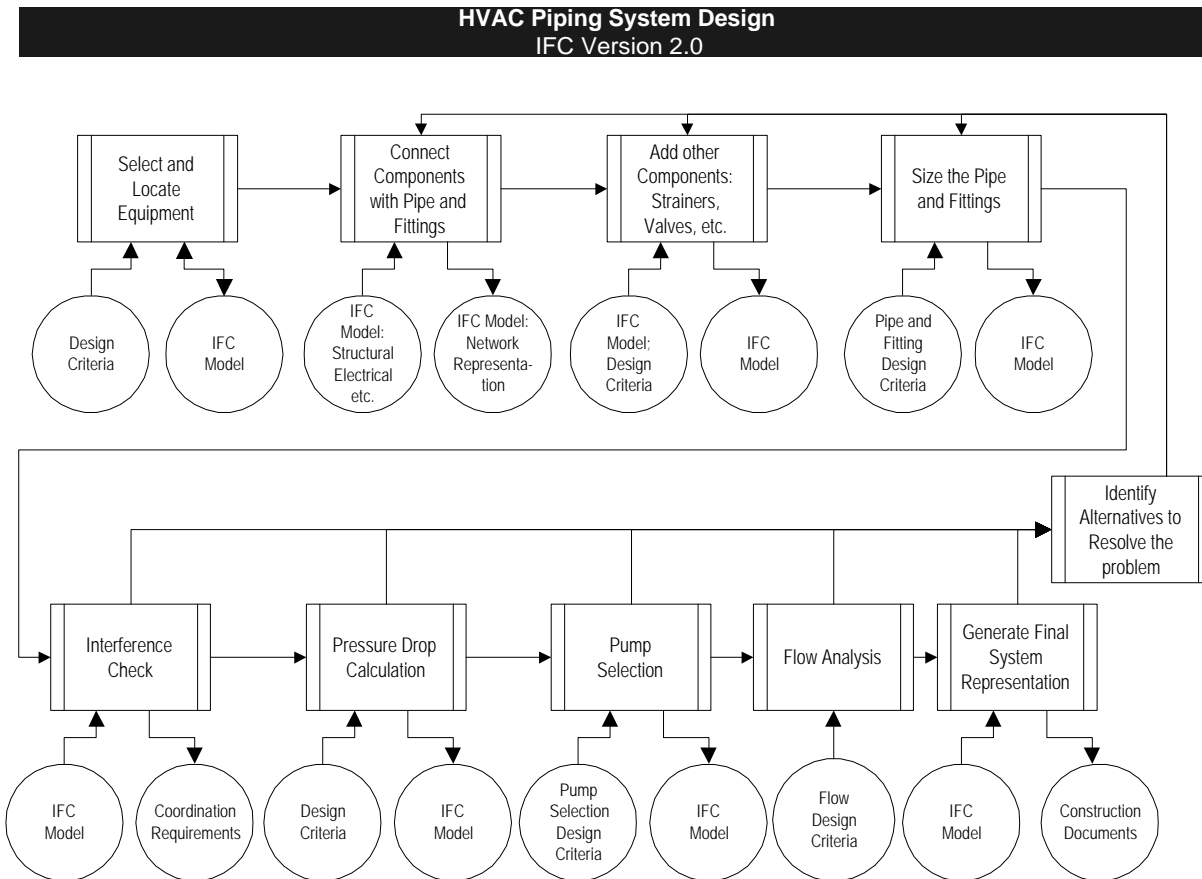 HVAC Piping System Design
IFC Version 2.0
Select and
Locate
Equipment
Connect
Components
with Pipe and
Fittings
Add other
Components:
Strainers,
Valves, etc.
Size the Pipe
and Fittings
Design
Criteria
IFC
Model
IFC
Model:
Structural
Electrical
etc.
IFC Model:
Network
Representa-
tion
IFC
Model;
Design
Criteria
IFC
Model
Pipe and
Fitting
Design
Criteria
IFC
Model
Identify
Alternatives to
Resolve the
problem
Interference
Check
Pressure Drop
Calculation
Pump
Selection
Flow Analysis
Generate Final
System
Representation
IFC
Model
Coordination
Requirements
Design
Criteria
IFC
Model
Pump
Selection
Design
Criteria
IFC
Model
Flow
Design
Criteria
IFC
Model
Construction
Documents